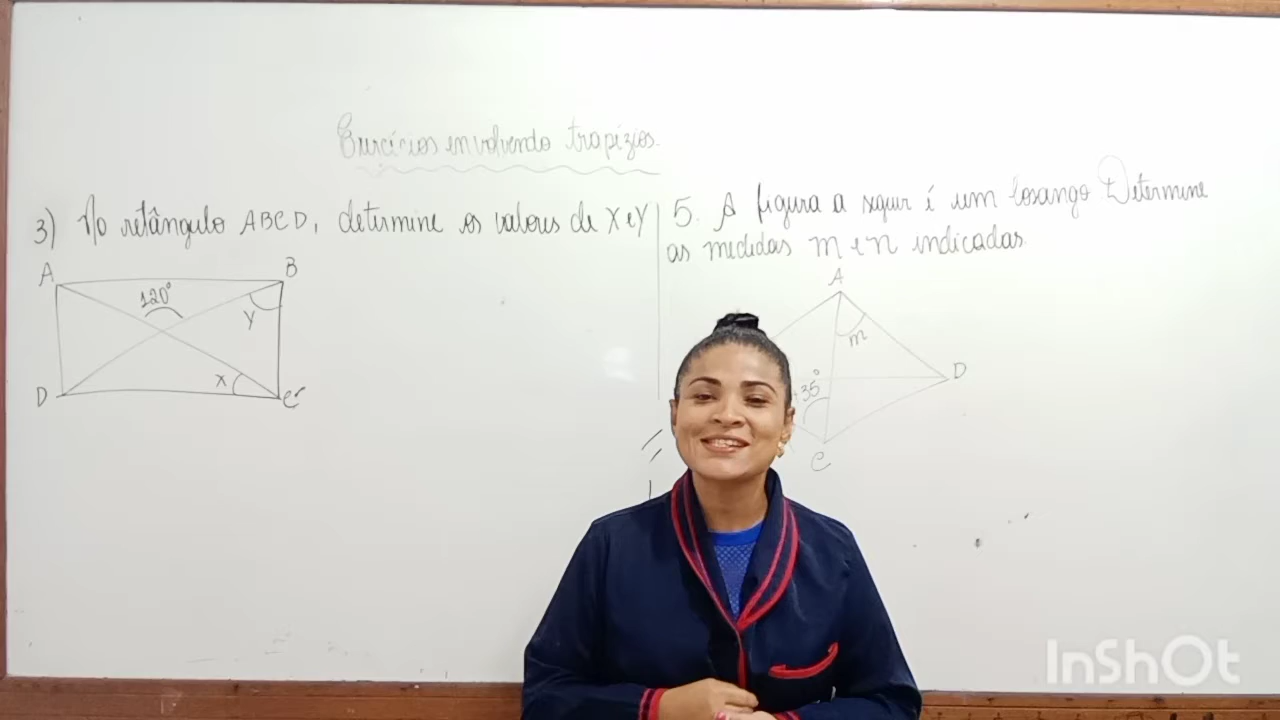 Exercícios envolvendo trapézios.
3) No retângulo ABCD, determine os valores de X e Y
A
B
120°
Y
X
D
C
5. A figura a seguir é um losango Determine
as medidas m e n indicadas.
A
m
D
35°
C
InShOt